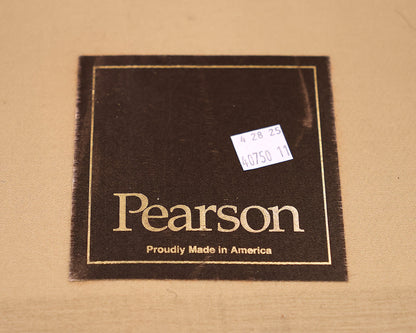 4 28 25
40750 11
Pearson
Proudly Made in America